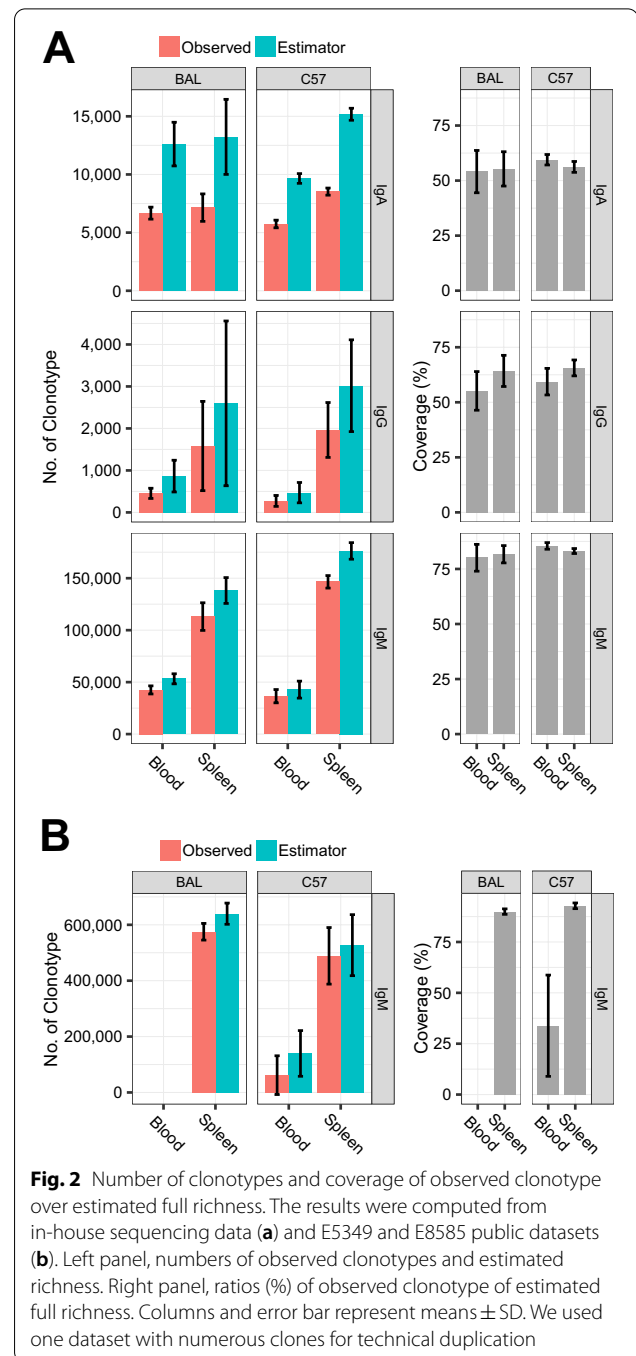 A
Observed Estimator
BAL C57 BAL C57
15,000
10,000
5,000
0
IgA
75
50
25
0
IgA
4,000
3,000
2,000
1,000
0
IgG
75
50
25
0
IgG
150,000
100,000
50,000
0
IgM
75
50
25
0
IgM
No. of Clonotype
Coverage (%)
Blood Spleen Blood Spleen Blood Spleen Blood Spleen
B
Observed Estimator
BAL C57 BAL C57
600,000
400,000
200,000
0
IgM
75
50
25
0
IgM
No. of Clonotype
Coverage (%)
Blood Spleen Blood Spleen Blood Spleen Blood Spleen
Fig. 2 Number of clonotypes and coverage of observed clonotype
over estimated full richness. The results were computed from
in-house sequencing data (a) and E5349 and E8585 public datasets
(b). Left panel, numbers of observed clonotypes and estimated
richness. Right panel, ratios (%) of observed clonotype of estimated
full richness. Columns and error bar represent means ± SD. We used
one dataset with numerous clones for technical duplication